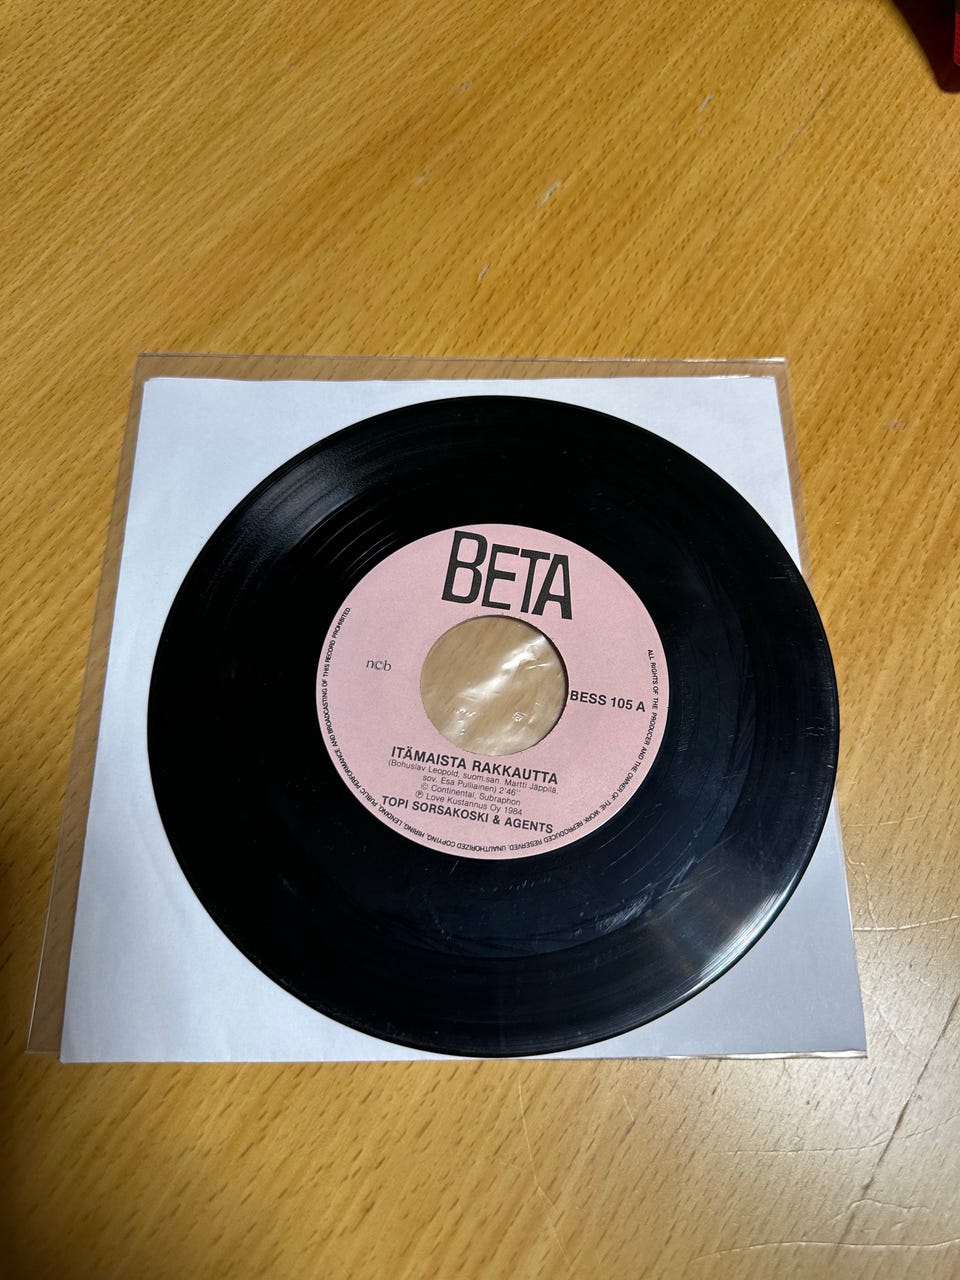 BETA
ncb
BESS 105 A
ITÄMAISTA RAKKAUTTA
(Bohuslav Leopold, suom.san. Martti Jäppilä,
sov. Esa Pulliainen) 2'46''
© Continental, Subraphon
℗ Love Kustannus Oy 1984
TOPI SORSAKOSKI & AGENTS
ALL RIGHTS OF THE PRODUCER AND THE OWNER OF THE WORK REPRODUCED RESERVED. UNAUTHORIZED COPYING, HIRING, LENDING, PUBLIC PERFORMANCE AND BROADCASTING OF THIS RECORD PROHIBITED.